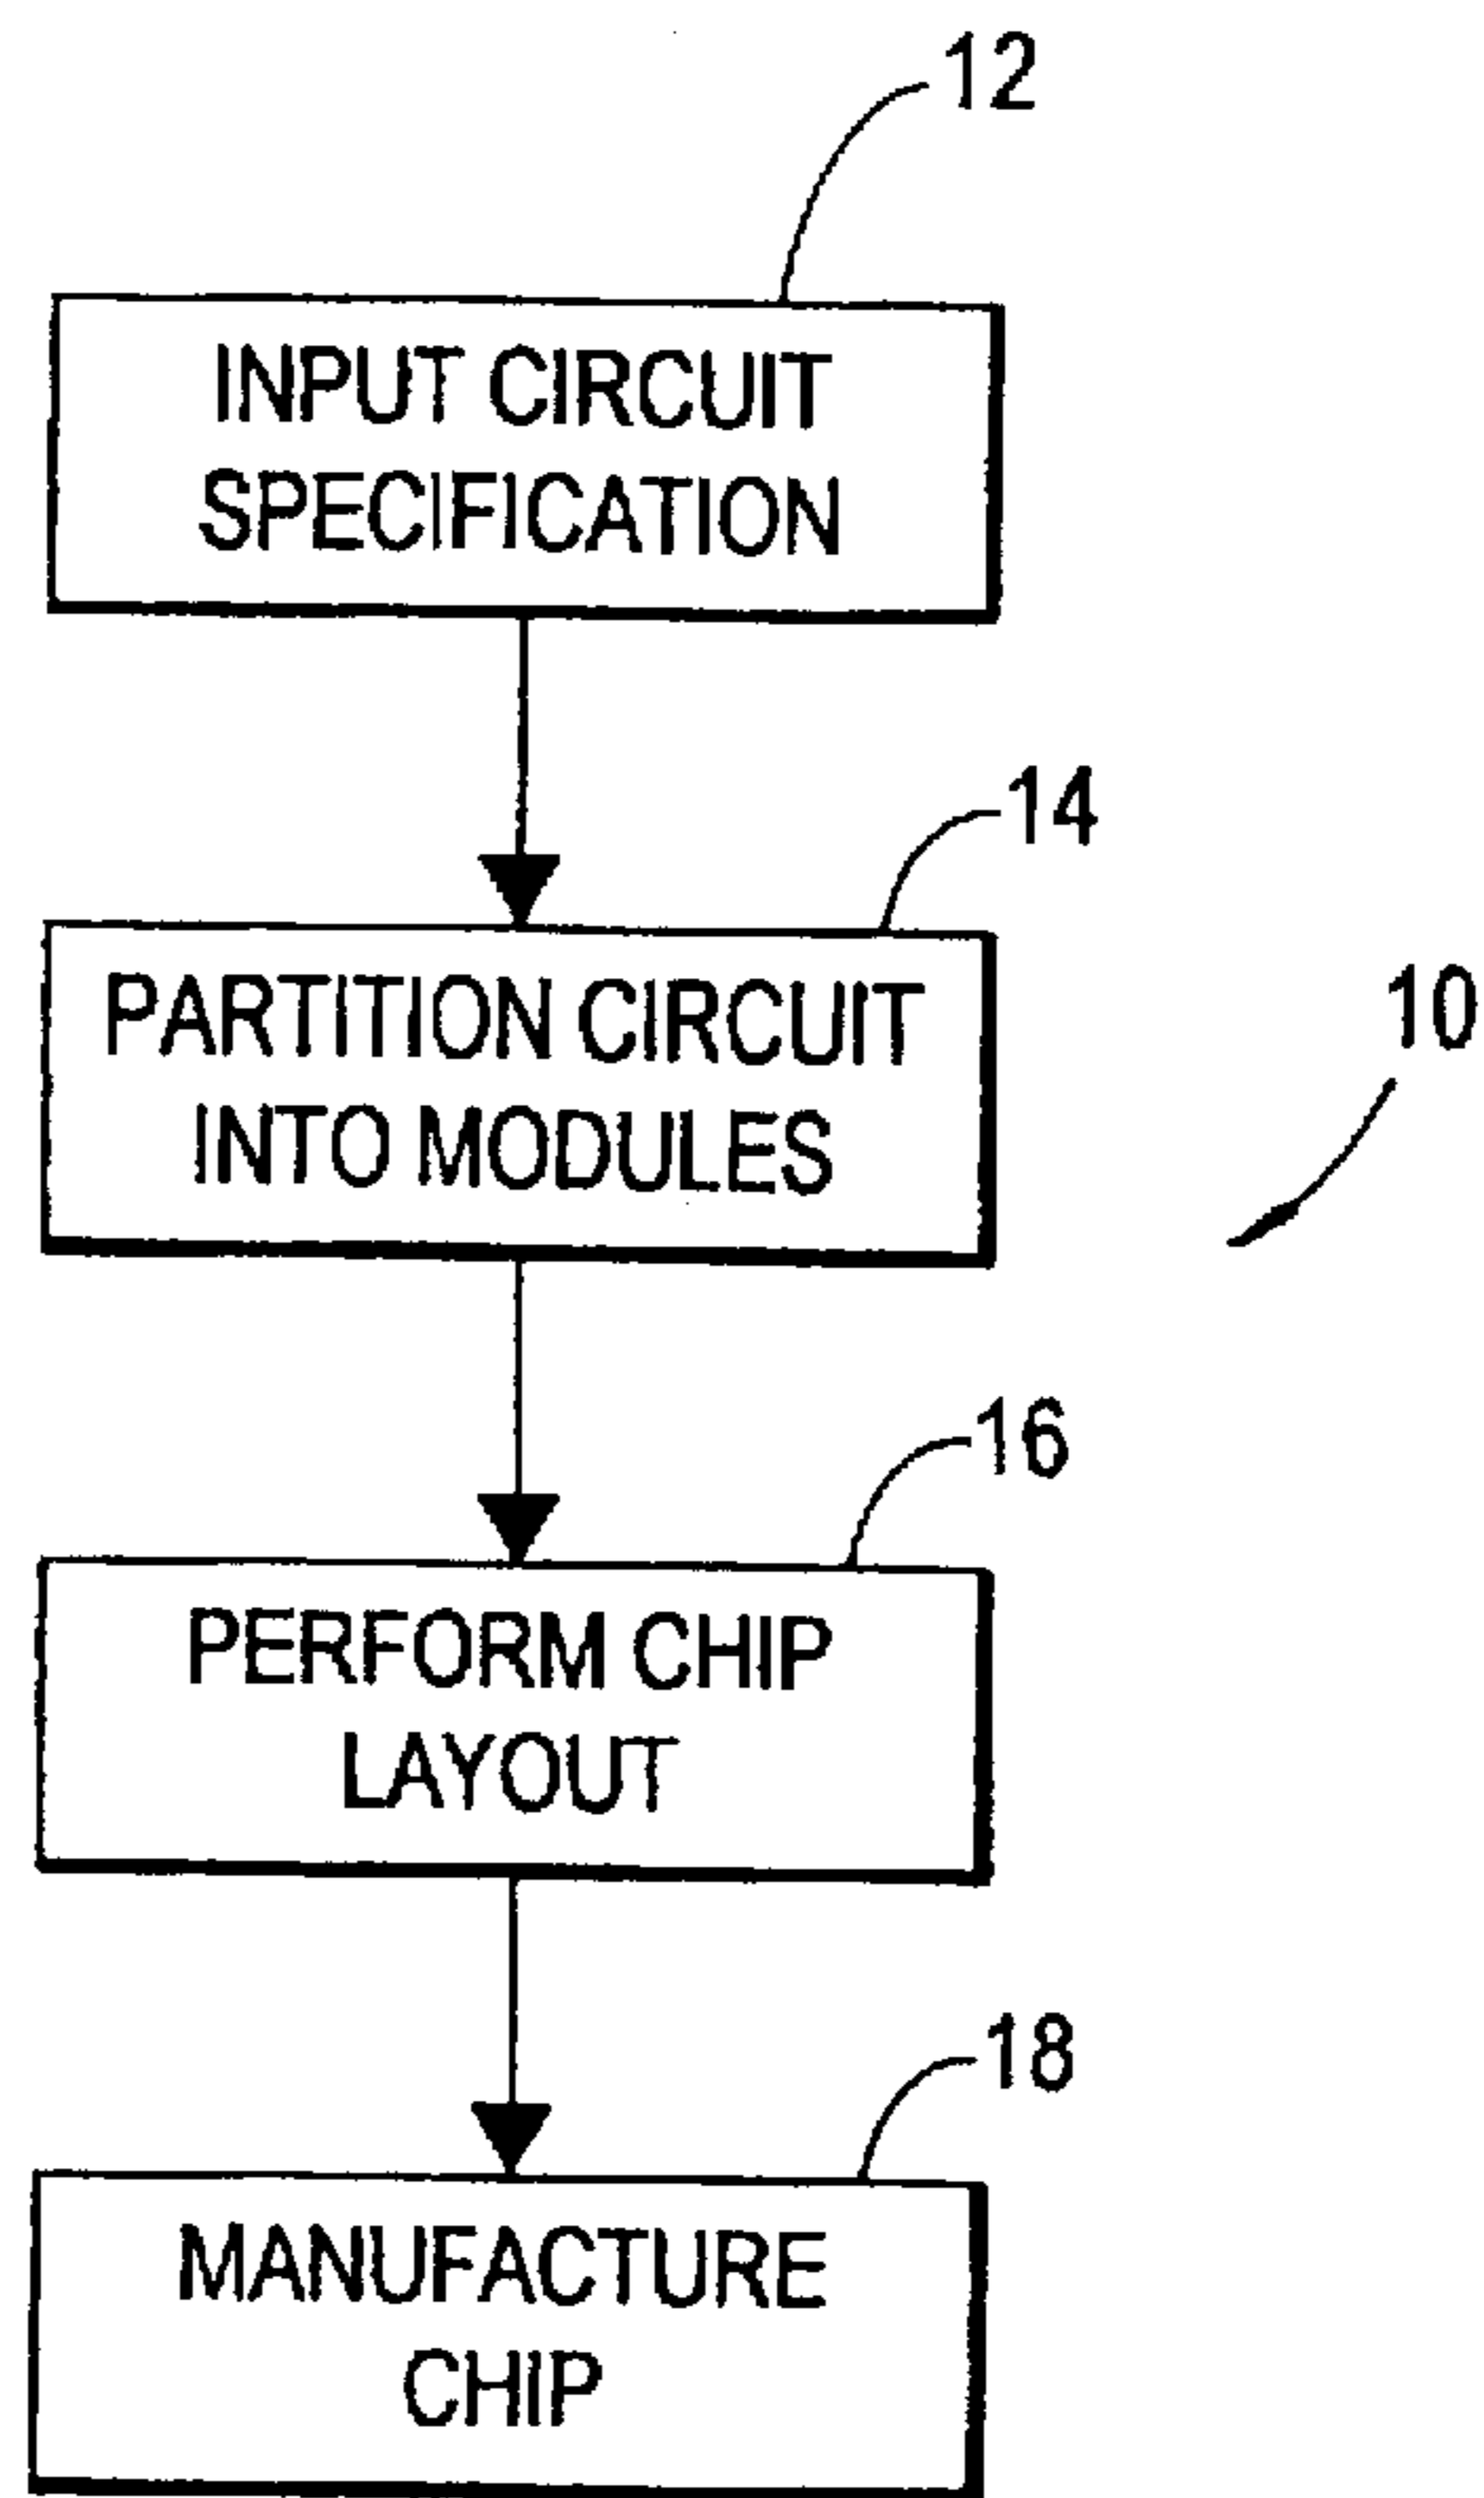 12
INPUT CIRCUIT
SPECIFICATION
14
PARTITION CIRCUIT
INTO MODULES
10
16
PERFORM CHIP
LAYOUT
18
MANUFACTURE
CHIP